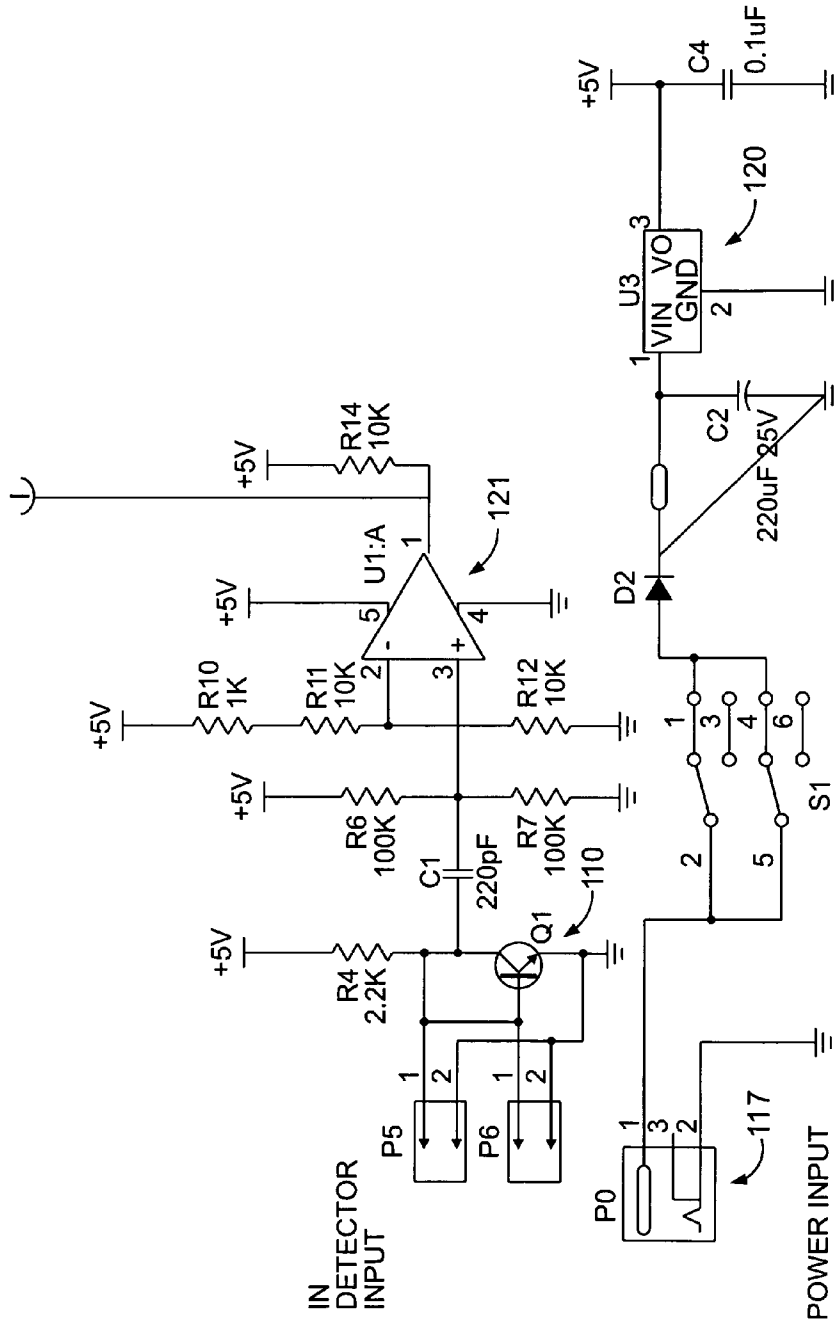 IN
DETECTOR
INPUT
P5
1
2
P6
1
2
+5V
R4
2.2K
Q1
110
C1
220pF
+5V
R6
100K
R7
100K
+5V
R10
1K
R11
10K
R12
10K
+5V
2
-
3
+
5
4
U1:A
1
121
+5V
R14
10K
POWER INPUT
P0
1
3
2
117
2
5
S1
1
3
4
6
D2
C2
220uF 25V
U3
1
VIN
VO
3
GND
2
120
+5V
C4
0.1uF